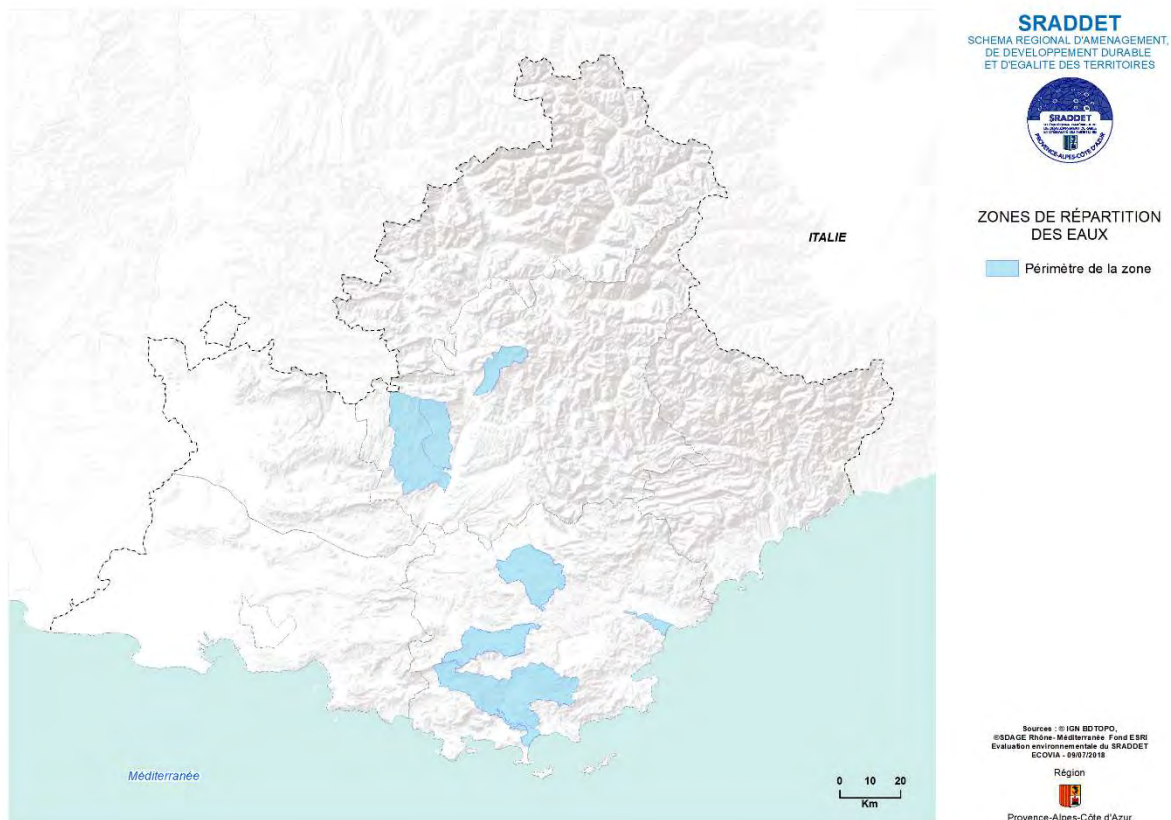 SRADDET
SCHEMA REGIONAL D'AMENAGEMENT,
DE DEVELOPPEMENT DURABLE
ET D'EGALITE DES TERRITOIRES
SRADDET
PROVENCE-ALPES-CÔTE D'AZUR
ZONES DE RÉPARTITION
DES EAUX
Périmètre de la zone
ITALIE
Méditerranée
0 10 20
Km
Sources : © IGN BDTOPO,
©SDAGE Rhône- Méditerranée Fond ESRI
Evaluation environnementale du SRADDET
ECOVIA - 09/07/2018
Région
Provence-Alpes-Côte d'Azur